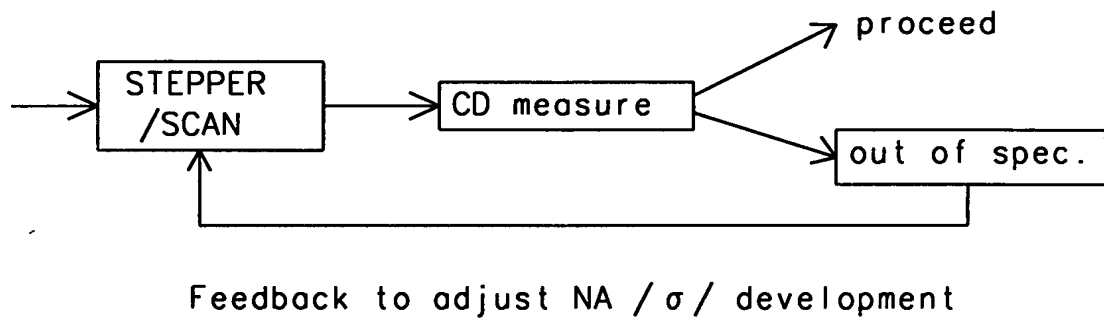 proceed
STEPPER
/SCAN
CD measure
out of spec.
Feedback to adjust NA / σ / development